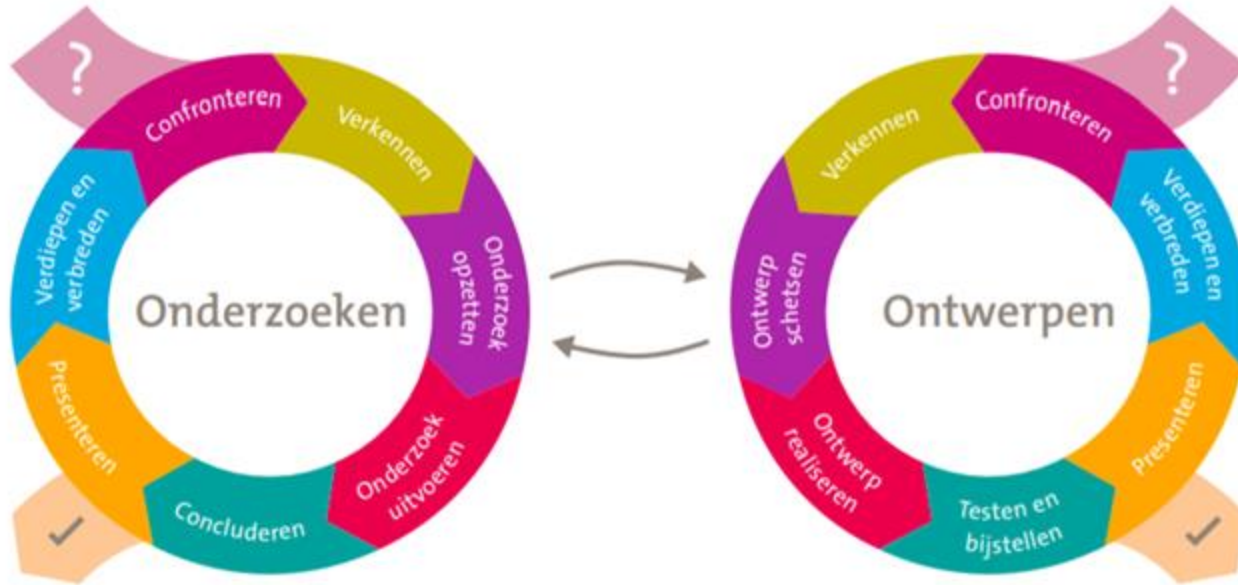 ?
Confronteren
Verkennen
Onderzoek
opzetten
Onderzoek
uitvoeren
Concluderen
Presenteren
Verdiepen en
verbreden
Onderzoeken
?
Confronteren
Verkennen
Ontwerp
schetsen
Ontwerp
realiseren
Testen en
bijstellen
Presenteren
Verdiepen en
verbreden
Ontwerpen